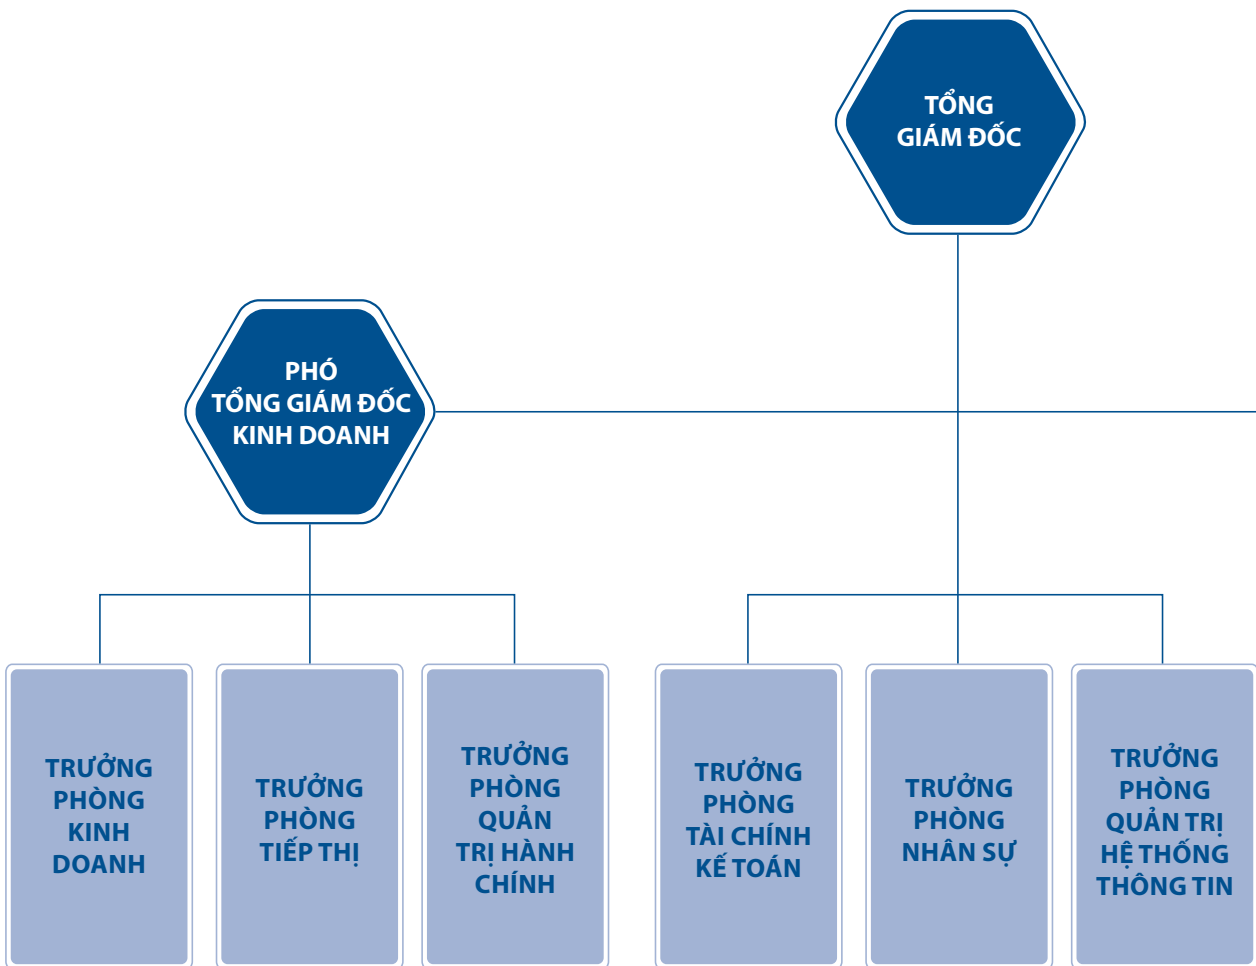 TỔNG
GIÁM ĐỐC
PHÓ
TỔNG GIÁM ĐỐC
KINH DOANH
TRƯỞNG
PHÒNG
KINH
DOANH
TRƯỞNG
PHÒNG
TIẾP THỊ
TRƯỞNG
PHÒNG
QUẢN
TRỊ HÀNH
CHÍNH
TRƯỞNG
PHÒNG
TÀI CHÍNH
KẾ TOÁN
TRƯỞNG
PHÒNG
NHÂN SỰ
TRƯỞNG
PHÒNG
QUẢN TRỊ
HỆ THỐNG
THÔNG TIN